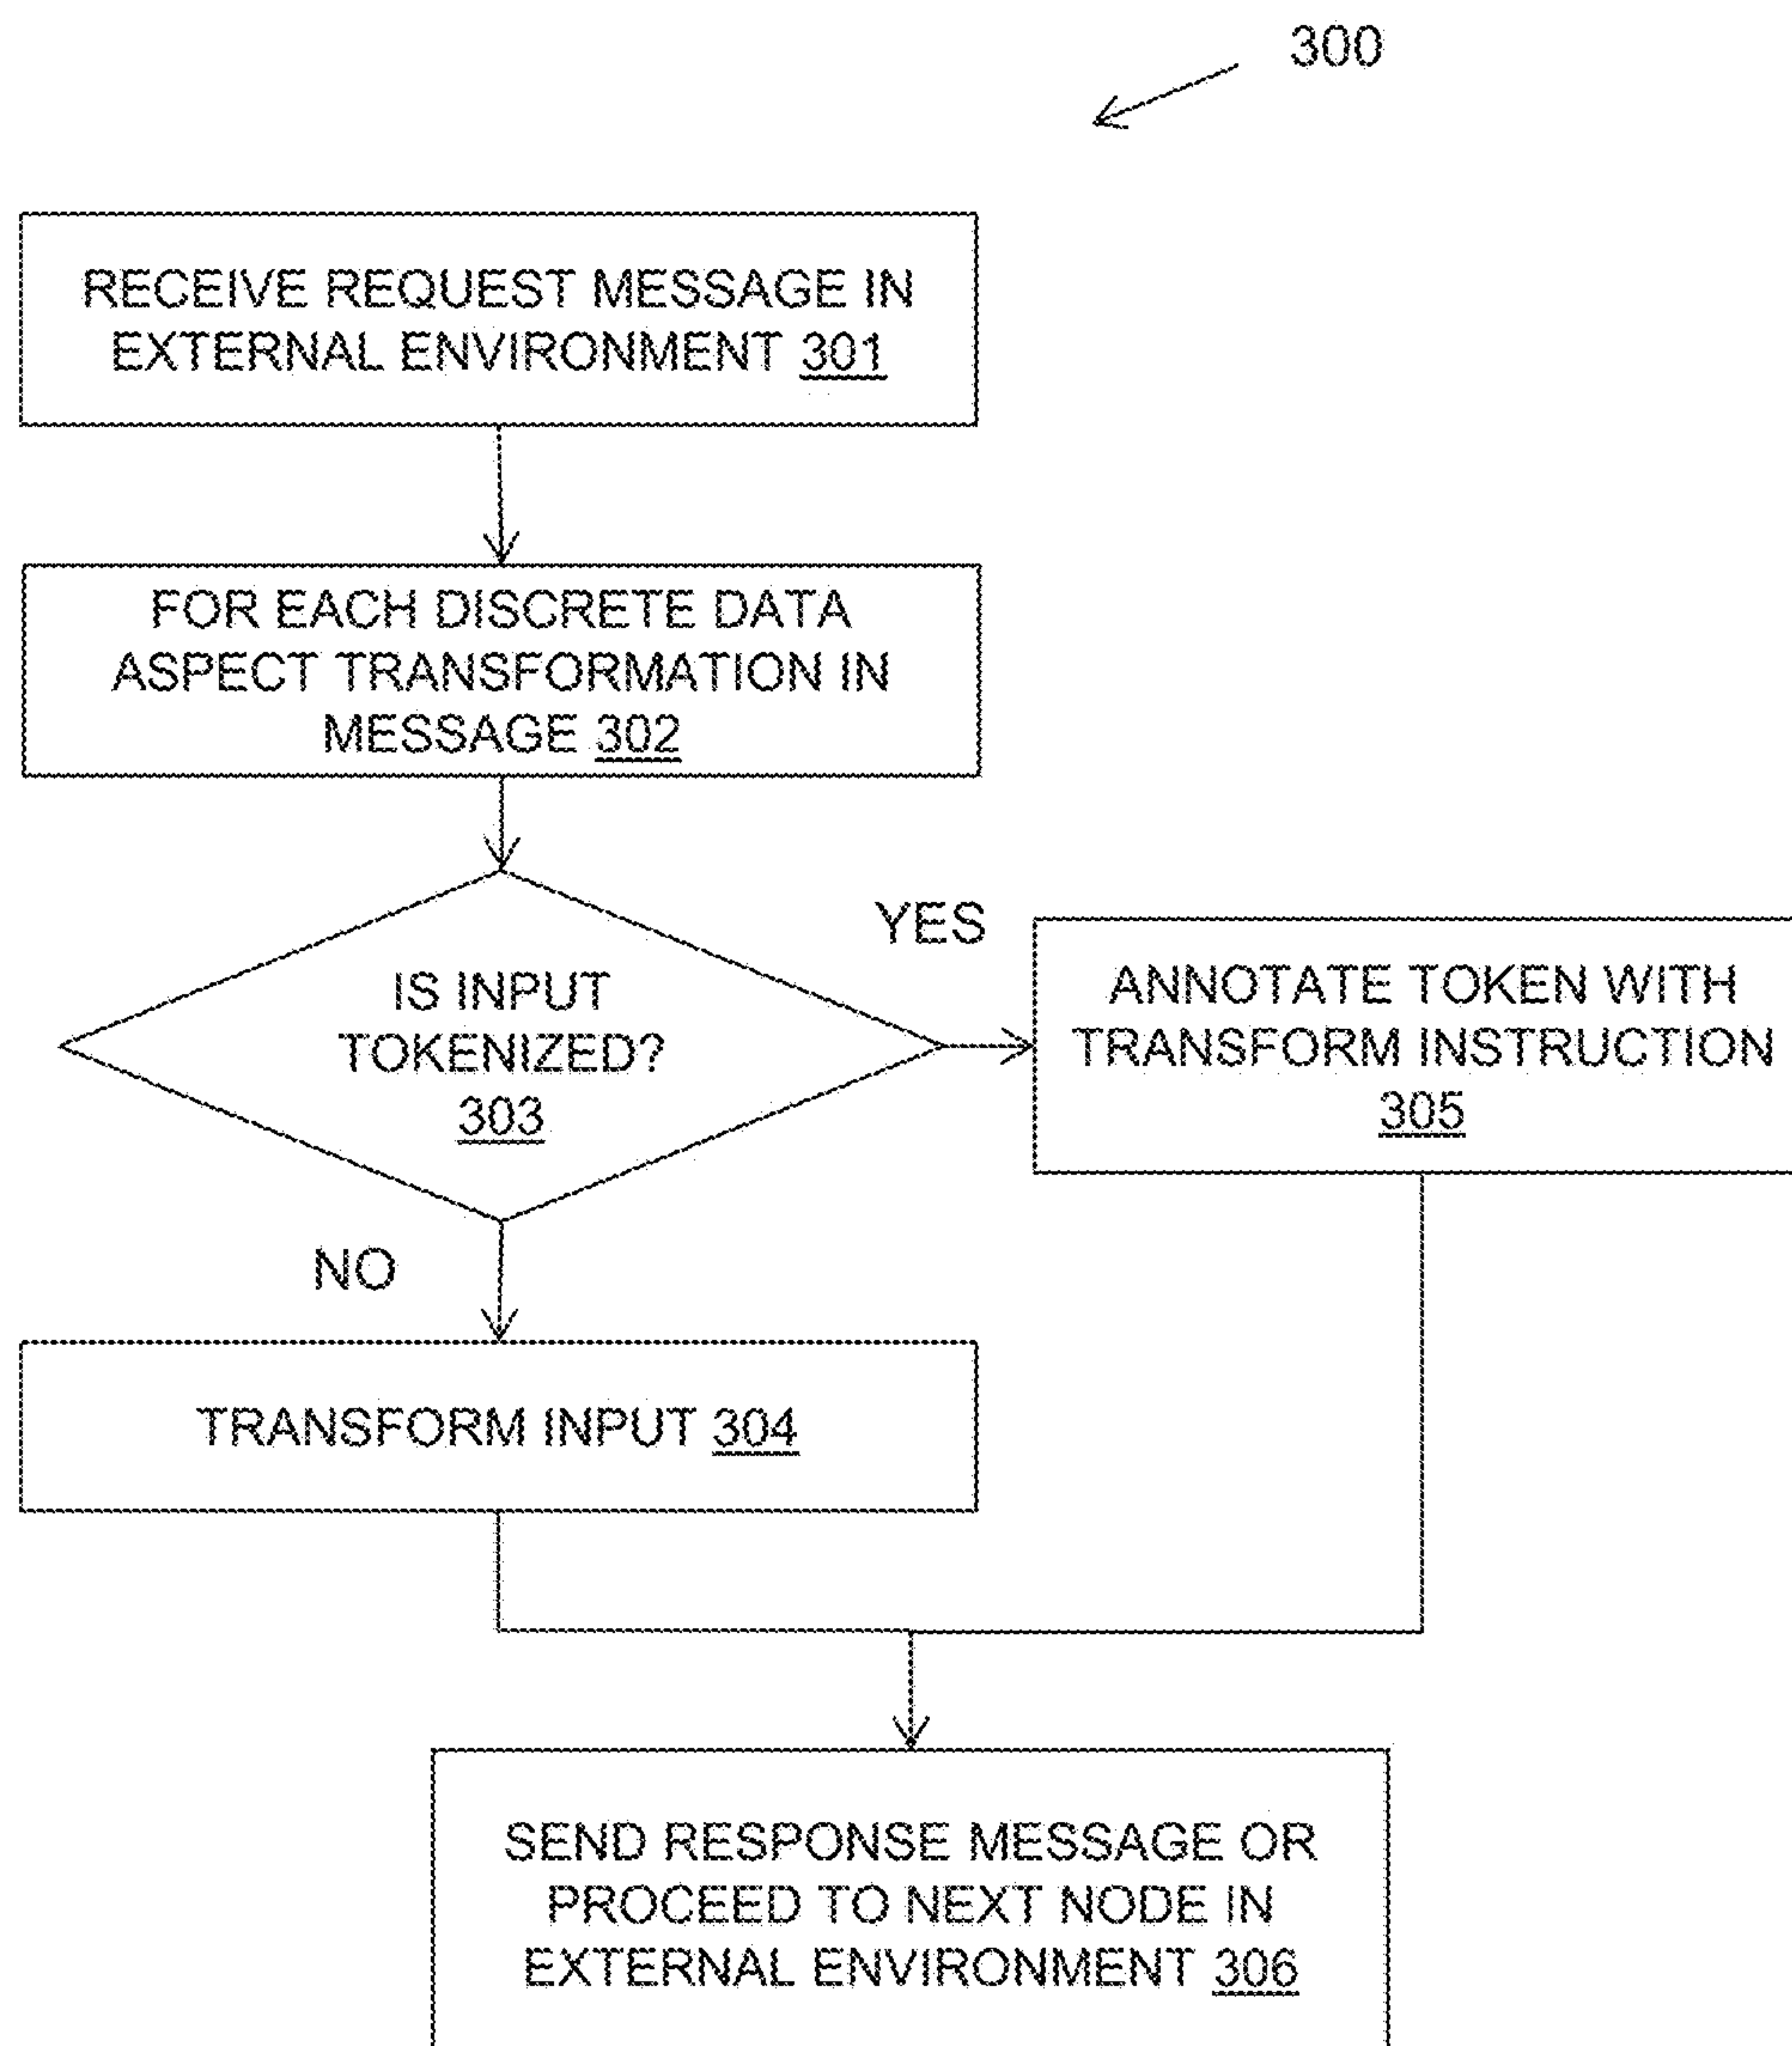 300
RECEIVE REQUEST MESSAGE IN
EXTERNAL ENVIRONMENT 301
FOR EACH DISCRETE DATA
ASPECT TRANSFORMATION IN
MESSAGE 302
YES
IS INPUT
TOKENIZED?
303
ANNOTATE TOKEN WITH
TRANSFORM INSTRUCTION
305
NO
TRANSFORM INPUT 304
SEND RESPONSE MESSAGE OR
PROCEED TO NEXT NODE IN
EXTERNAL ENVIRONMENT 306